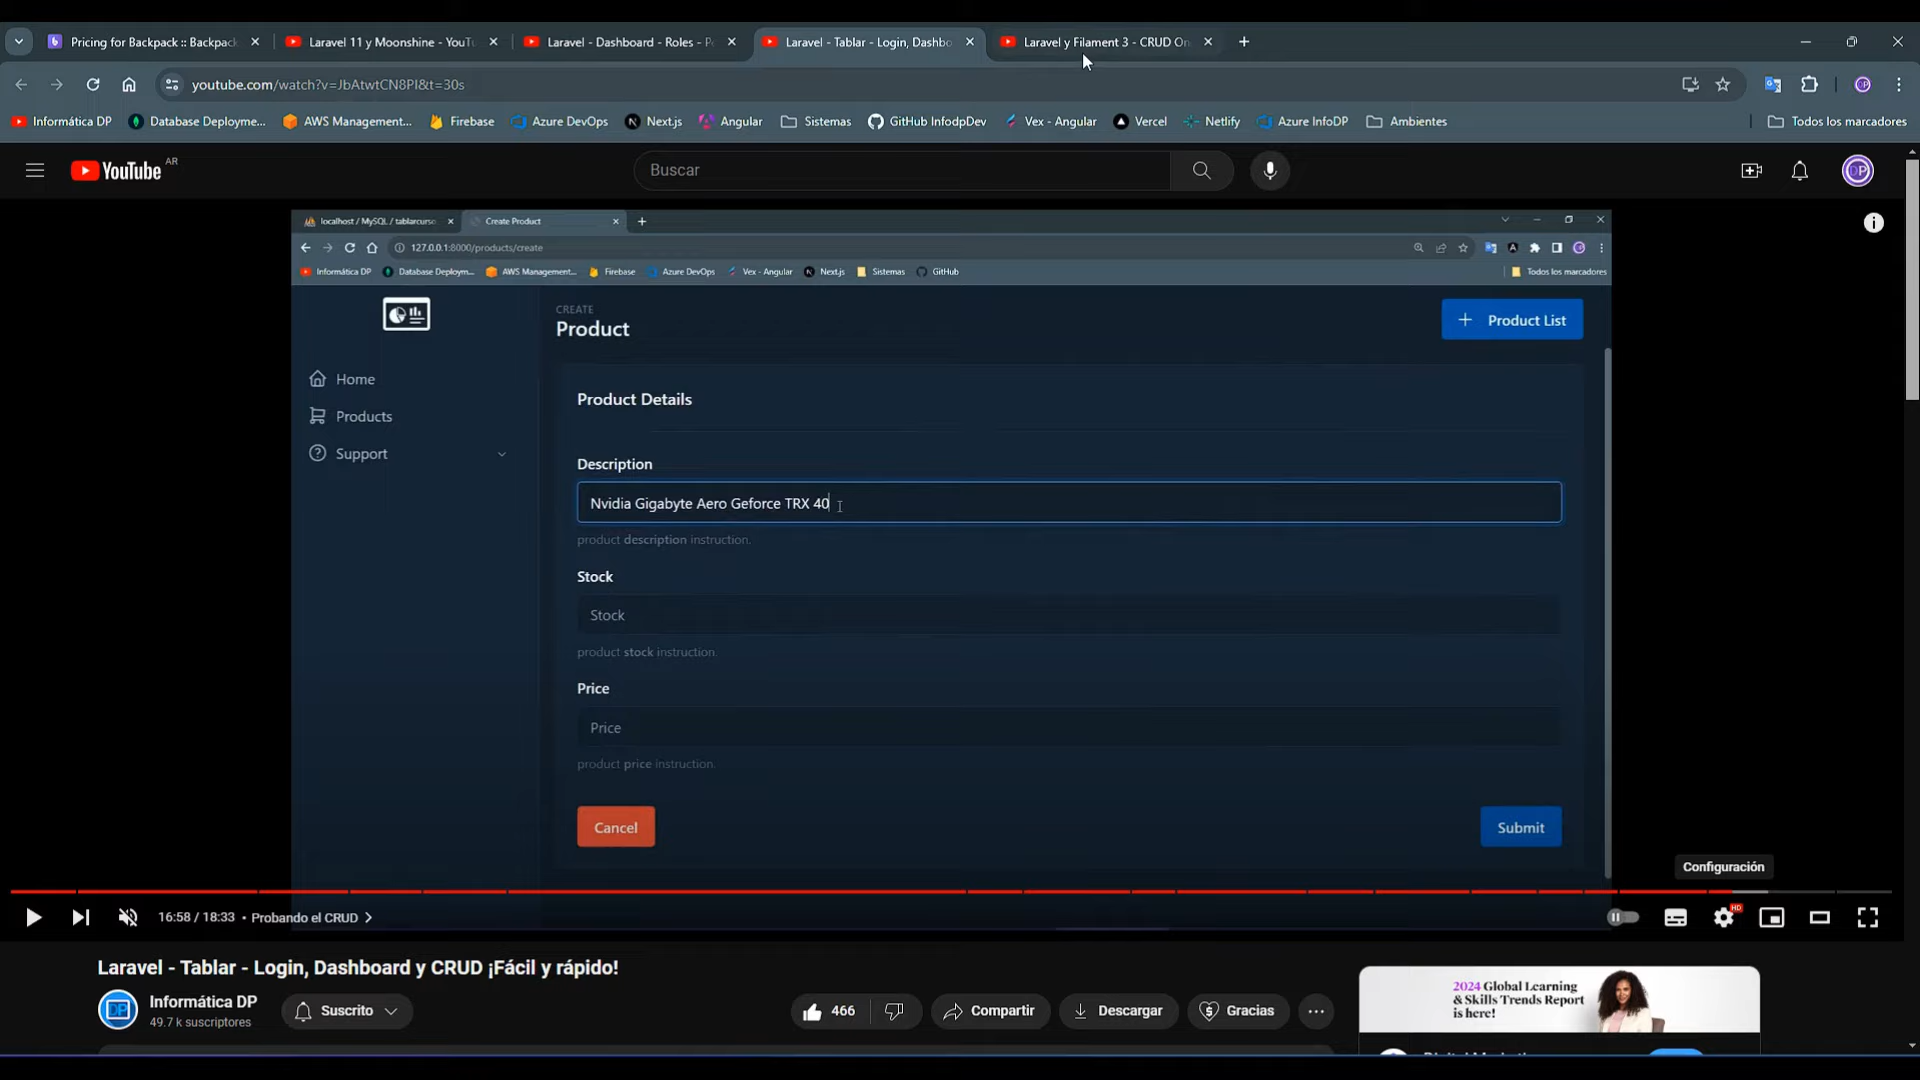 Pricing for Backpack :: Backpac
Laravel 11 y Moonshine - YouTu
Laravel - Dashboard - Roles - P
Laravel - Tablar - Login, Dashbo
Laravel y Filament 3 - CRUD On
youtube.com/watch?v=JbAtwtCN8PI&t=30s
Informática DP
Database Deployme...
AWS Management...
Firebase
Azure DevOps
Next.js
Angular
Sistemas
GitHub InfodpDev
Vex - Angular
Vercel
Netlify
Azure InfoDP
Ambientes
Todos los marcadores
YouTube AR
Buscar
DP
localhost / MySQL / tablarcurso
Create Product
127.0.0.1:8000/products/create
Informática DP
Database Deploym...
AWS Management...
Firebase
Azure DevOps
Vex - Angular
Next.js
Sistemas
GitHub
Todos los marcadores
CREATE
Product
Product List
Home
Products
Support
Product Details
Description
Nvidia Gigabyte Aero Geforce TRX 40
product description instruction.
Stock
Stock
product stock instruction.
Price
Price
product price instruction.
Cancel
Submit
Configuración
16:58 / 18:33 • Probando el CRUD
HD
Laravel - Tablar - Login, Dashboard y CRUD ¡Fácil y rápido!
DP
Informática DP
49.7 k suscriptores
Suscrito
466
Compartir
Descargar
Gracias
2024 Global Learning
& Skills Trends Report
is here!